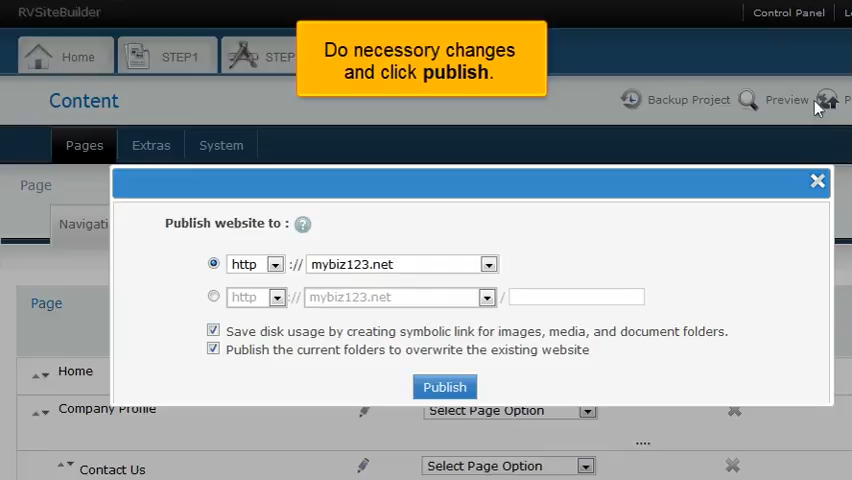 RVSiteBuilder
Control Panel
Home
STEP1
STEP
Do necessory changes
and click publish.
Content
Backup Project
Preview
P
Pages
Extras
System
Page
Navigati
Publish website to : ?
http :// mybiz123.net
http :// mybiz123.net /
Save disk usage by creating symbolic link for images, media, and document folders.
Publish the current folders to overwrite the existing website
Publish
Page
Home
Company Profile
Select Page Option
....
Contact Us
Select Page Option